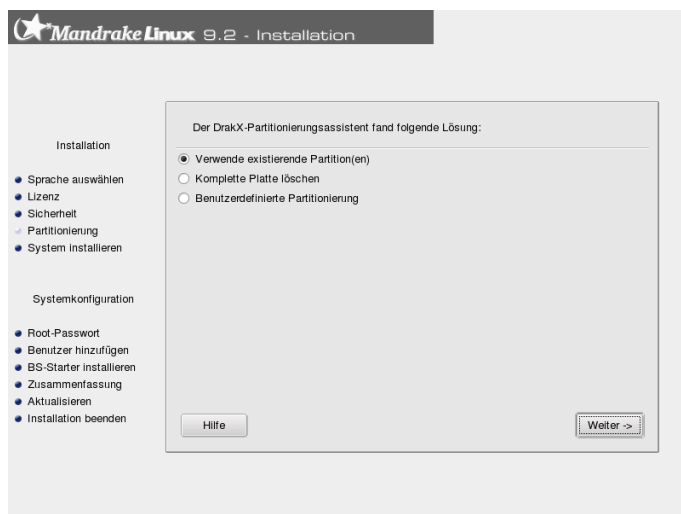 Mandrake Linux 9.2 - Installation
Installation
Sprache auswählen
Lizenz
Sicherheit
Partitionierung
System installieren
Systemkonfiguration
Root-Passwort
Benutzer hinzufügen
BS-Starter installieren
Zusammenfassung
Aktualisieren
Installation beenden
Der DrakX-Partitionierungsassistent fand folgende Lösung:
Verwende existierende Partition(en)
Komplette Platte löschen
Benutzerdefinierte Partitionierung
Hilfe
Weiter ->